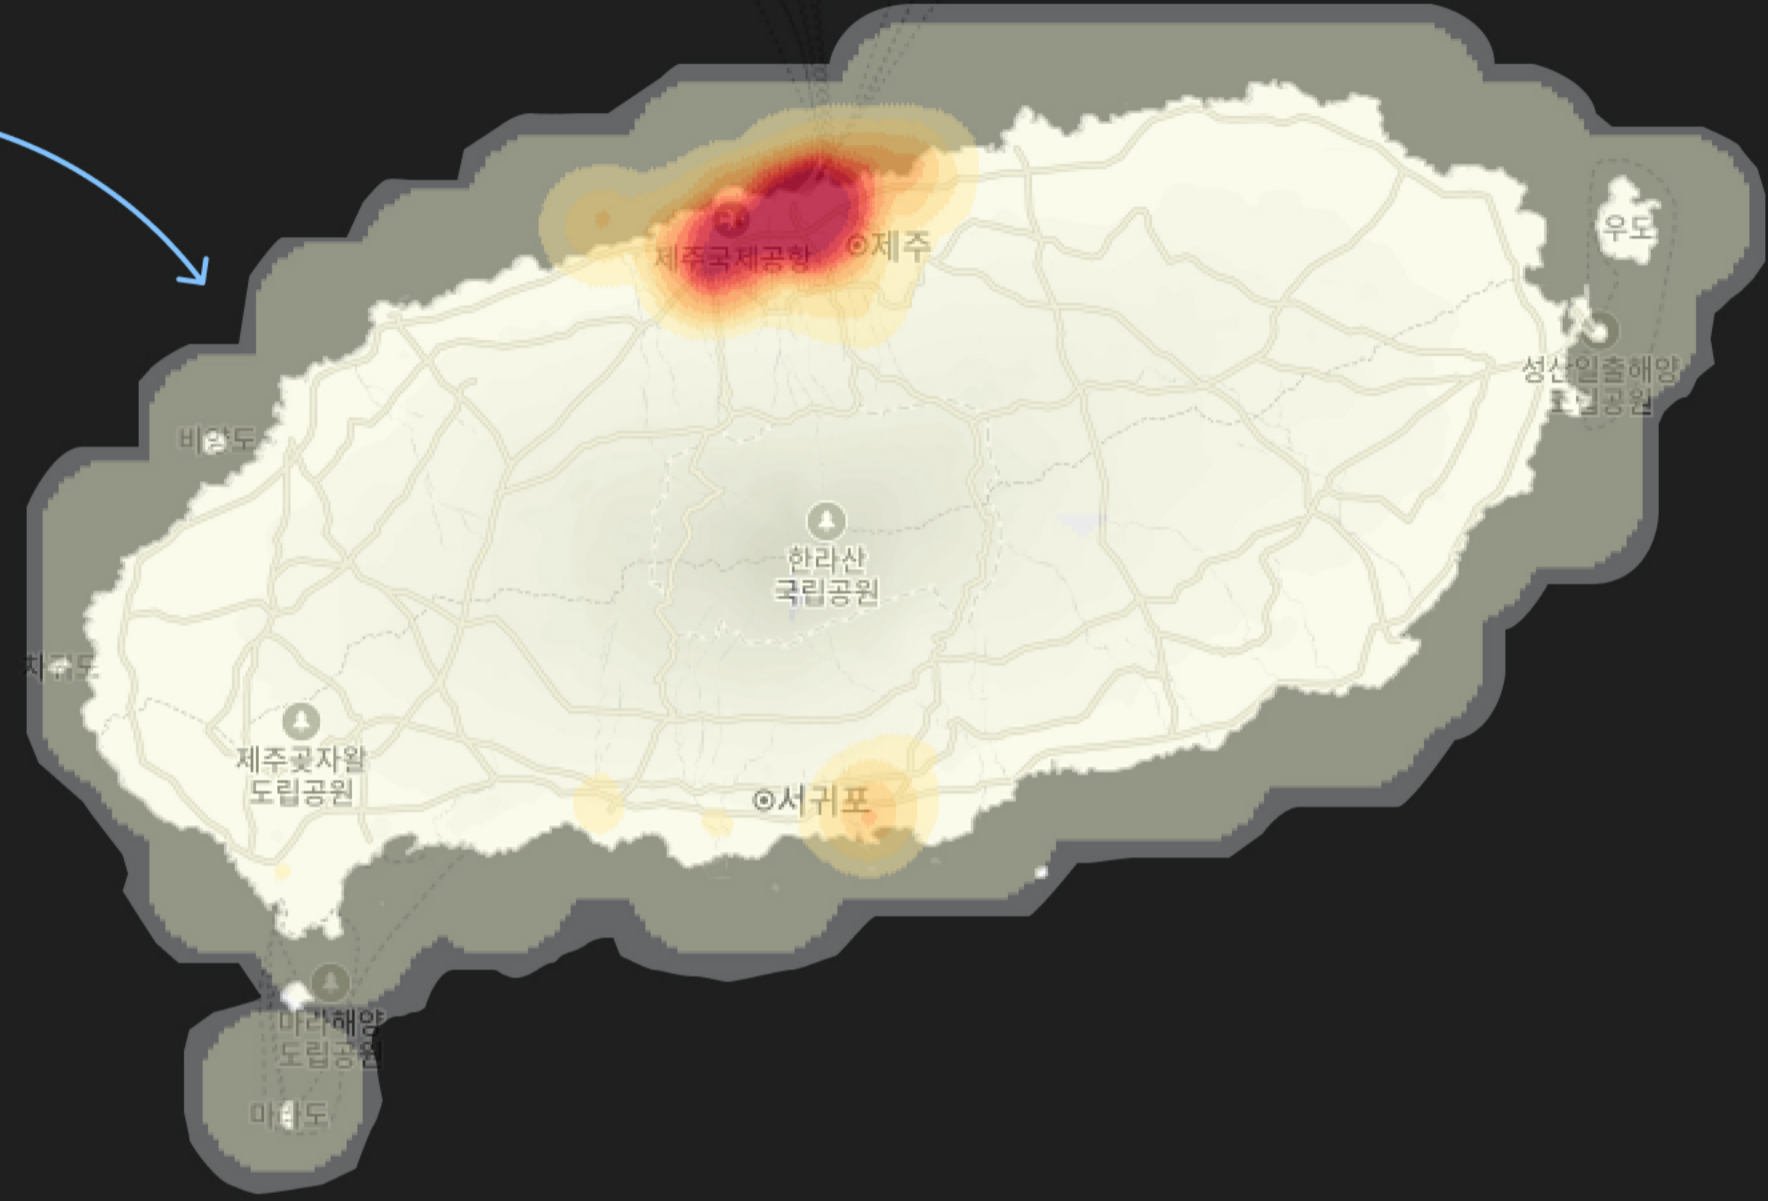 우도
제주국제공항
제주
성산일출해양
도립공원
비양도
한라산
국립공원
차귀도
제주곶자왈
도립공원
서귀포
마라해양
도립공원
마라도